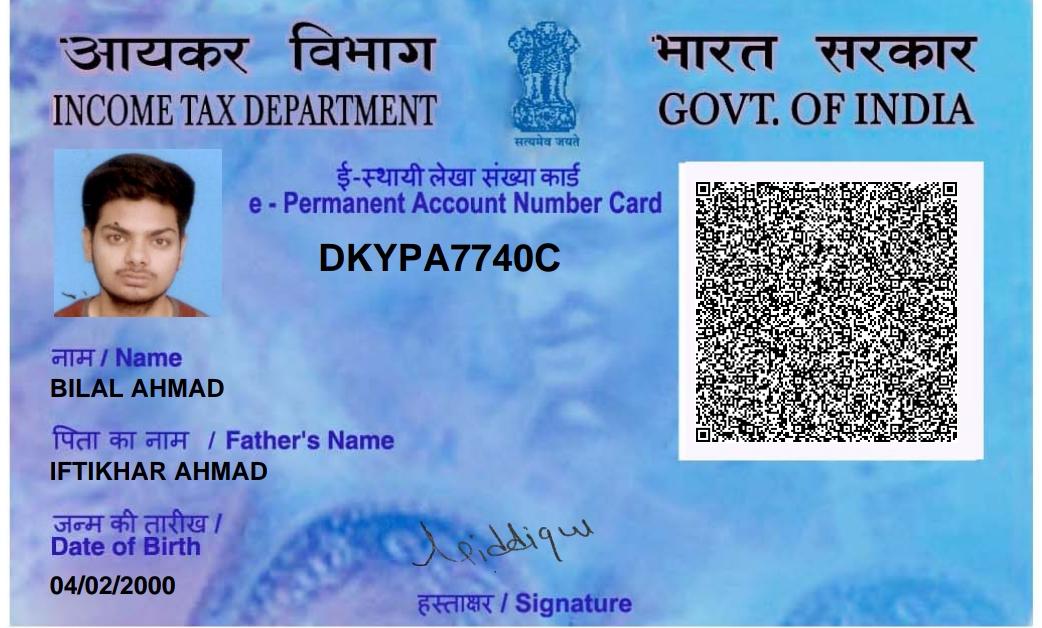 आयकर विभाग
INCOME TAX DEPARTMENT
सत्यमेव जयते
भारत सरकार
GOVT. OF INDIA
ई-स्थायी लेखा संख्या कार्ड
e - Permanent Account Number Card
DKYPA7740C
नाम / Name
BILAL AHMAD
पिता का नाम / Father's Name
IFTIKHAR AHMAD
जन्म की तारीख /
Date of Birth
04/02/2000
हस्ताक्षर / Signature